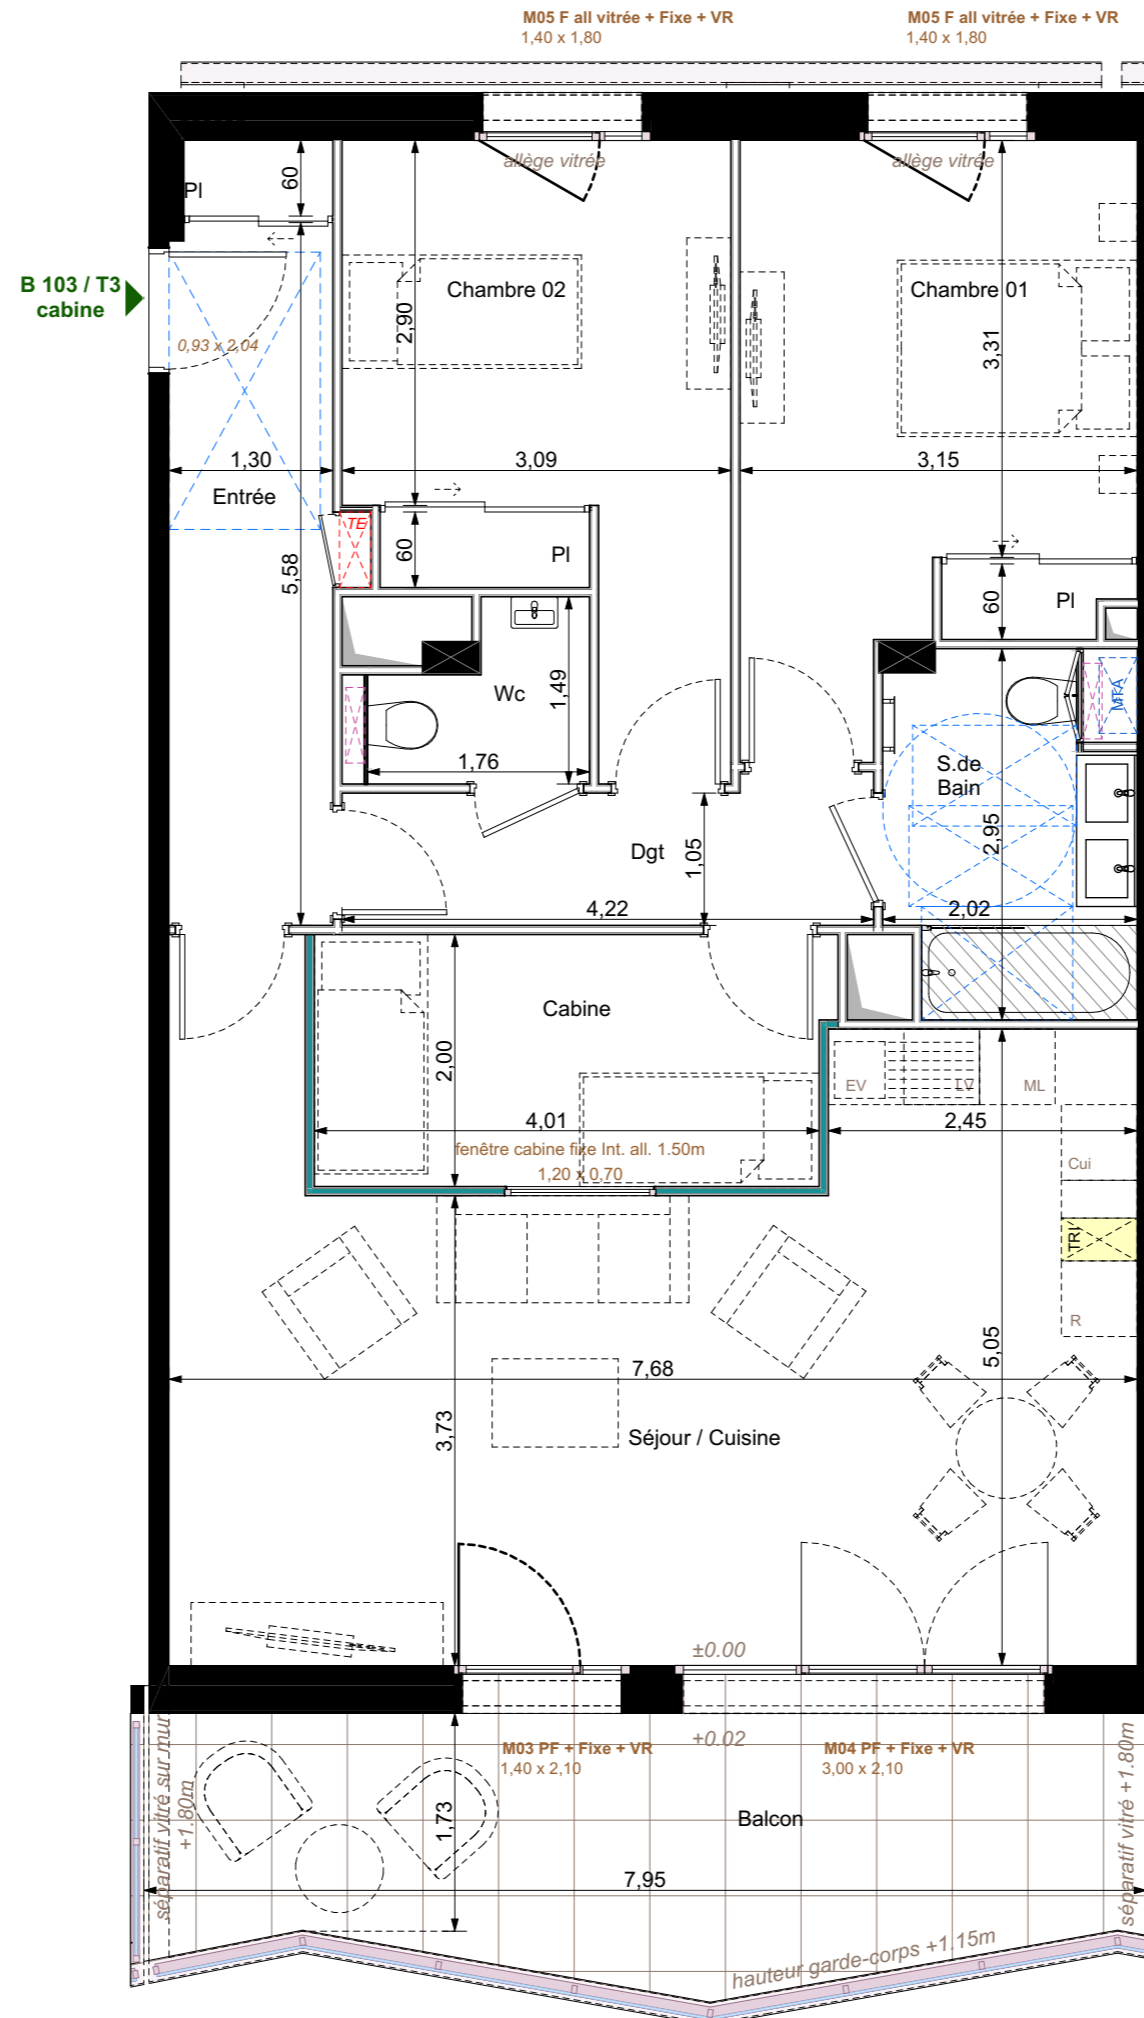 M05 F all vitrée + Fixe + VR
1,40 x 1,80
M05 F all vitrée + Fixe + VR
1,40 x 1,80
allège vitrée
allège vitrée
Pl
60
B 103 / T3
cabine
0,93 x 2,04
Chambre 02
2,90
Chambre 01
3,31
1,30
3,09
3,15
Entrée
TE
60
Pl
5,58
60
Pl
Wc
1,49
1,76
MTA
S.de
Bain
2,95
Dgt
1,05
4,22
2,02
Cabine
2,00
4,01
fenêtre cabine fixe Int. all. 1.50m
1,20 x 0,70
EV
LV
ML
2,45
Cui
TRI
R
5,05
7,68
3,73
Séjour / Cuisine
±0.00
+0.02
M03 PF + Fixe + VR
1,40 x 2,10
M04 PF + Fixe + VR
3,00 x 2,10
séparatif vitré sur mur
+1.80m
1,73
Balcon
séparatif vitré +1.80m
7,95
hauteur garde-corps +1.15m